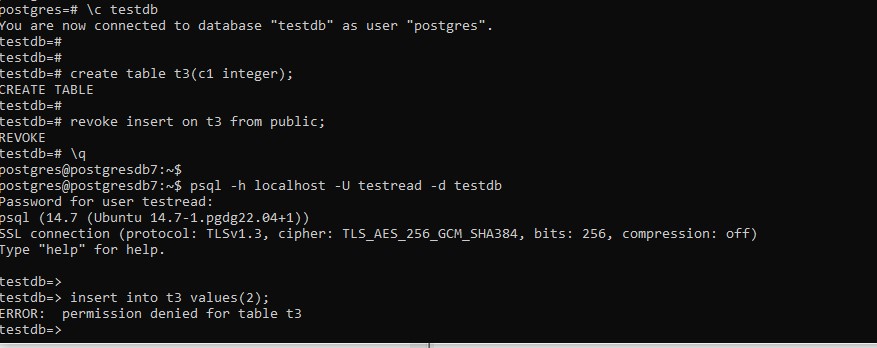 postgres=# \c testdb
You are now connected to database "testdb" as user "postgres".
testdb=#
testdb=#
testdb=# create table t3(c1 integer);
CREATE TABLE
testdb=#
testdb=# revoke insert on t3 from public;
REVOKE
testdb=# \q
postgres@postgresdb7:~$
postgres@postgresdb7:~$ psql -h localhost -U testread -d testdb
Password for user testread:
psql (14.7 (Ubuntu 14.7-1.pgdg22.04+1))
SSL connection (protocol: TLSv1.3, cipher: TLS_AES_256_GCM_SHA384, bits: 256, compression: off)
Type "help" for help.
testdb=>
testdb=> insert into t3 values(2);
ERROR:  permission denied for table t3
testdb=>